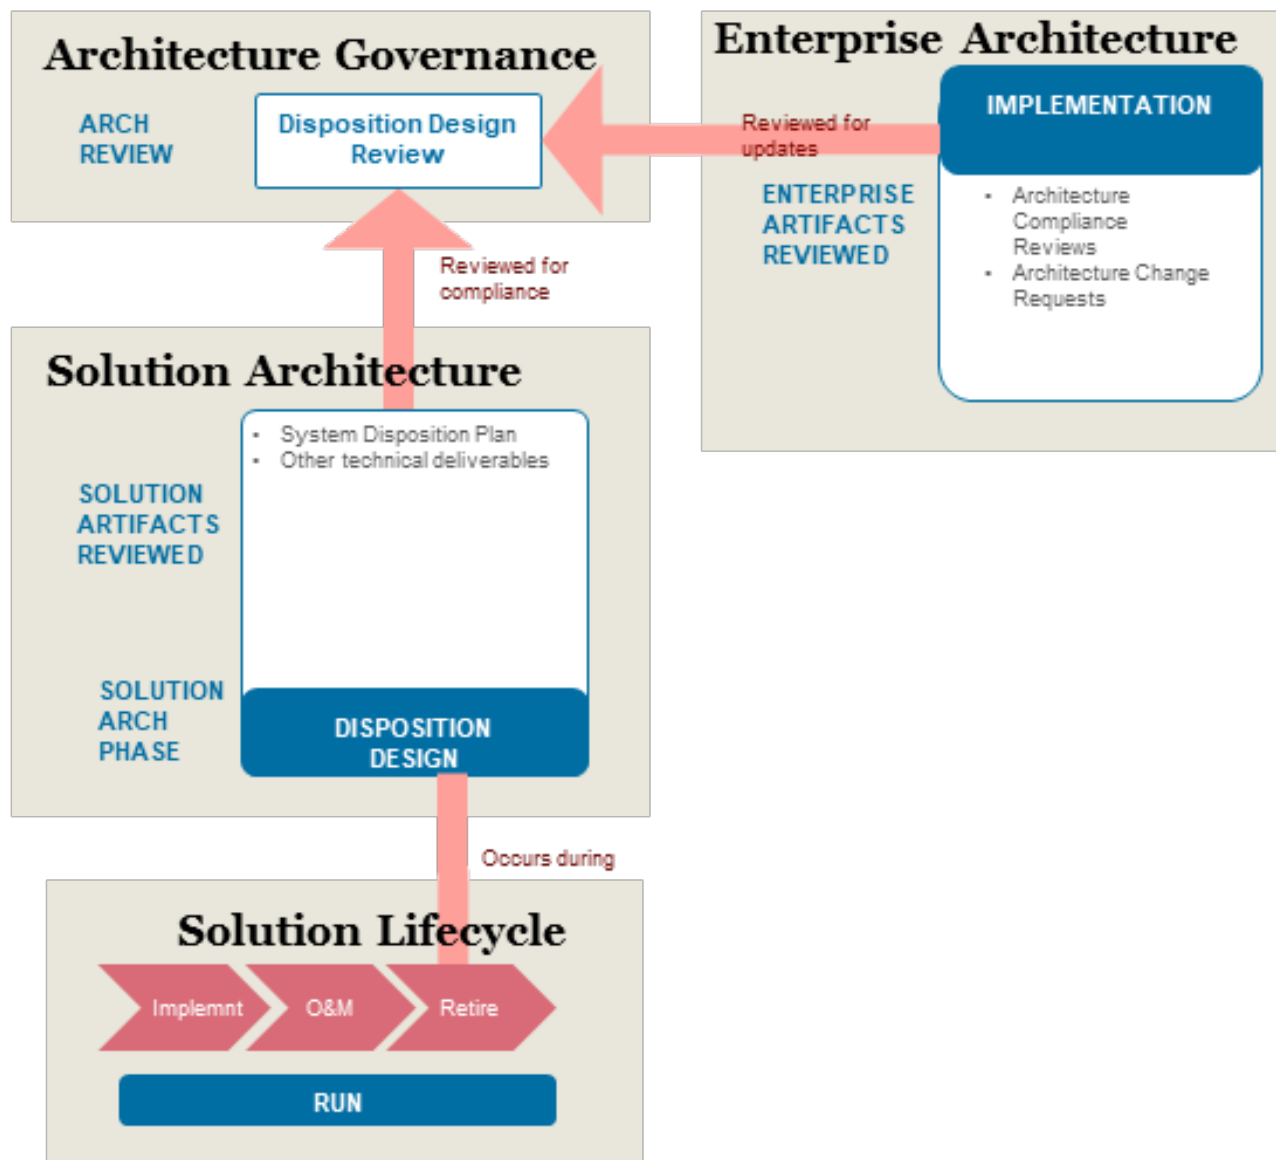 Architecture Governance
ARCH
REVIEW
Disposition Design
Review
Enterprise Architecture
IMPLEMENTATION
Reviewed for
updates
ENTERPRISE
ARTIFACTS
REVIEWED
• Architecture
Compliance
Reviews
• Architecture Change
Requests
Reviewed for
compliance
Solution Architecture
• System Disposition Plan
• Other technical deliverables
SOLUTION
ARTIFACTS
REVIEWED
SOLUTION
ARCH
PHASE
DISPOSITION
DESIGN
Occurs during
Solution Lifecycle
Implemnt
O&M
Retire
RUN